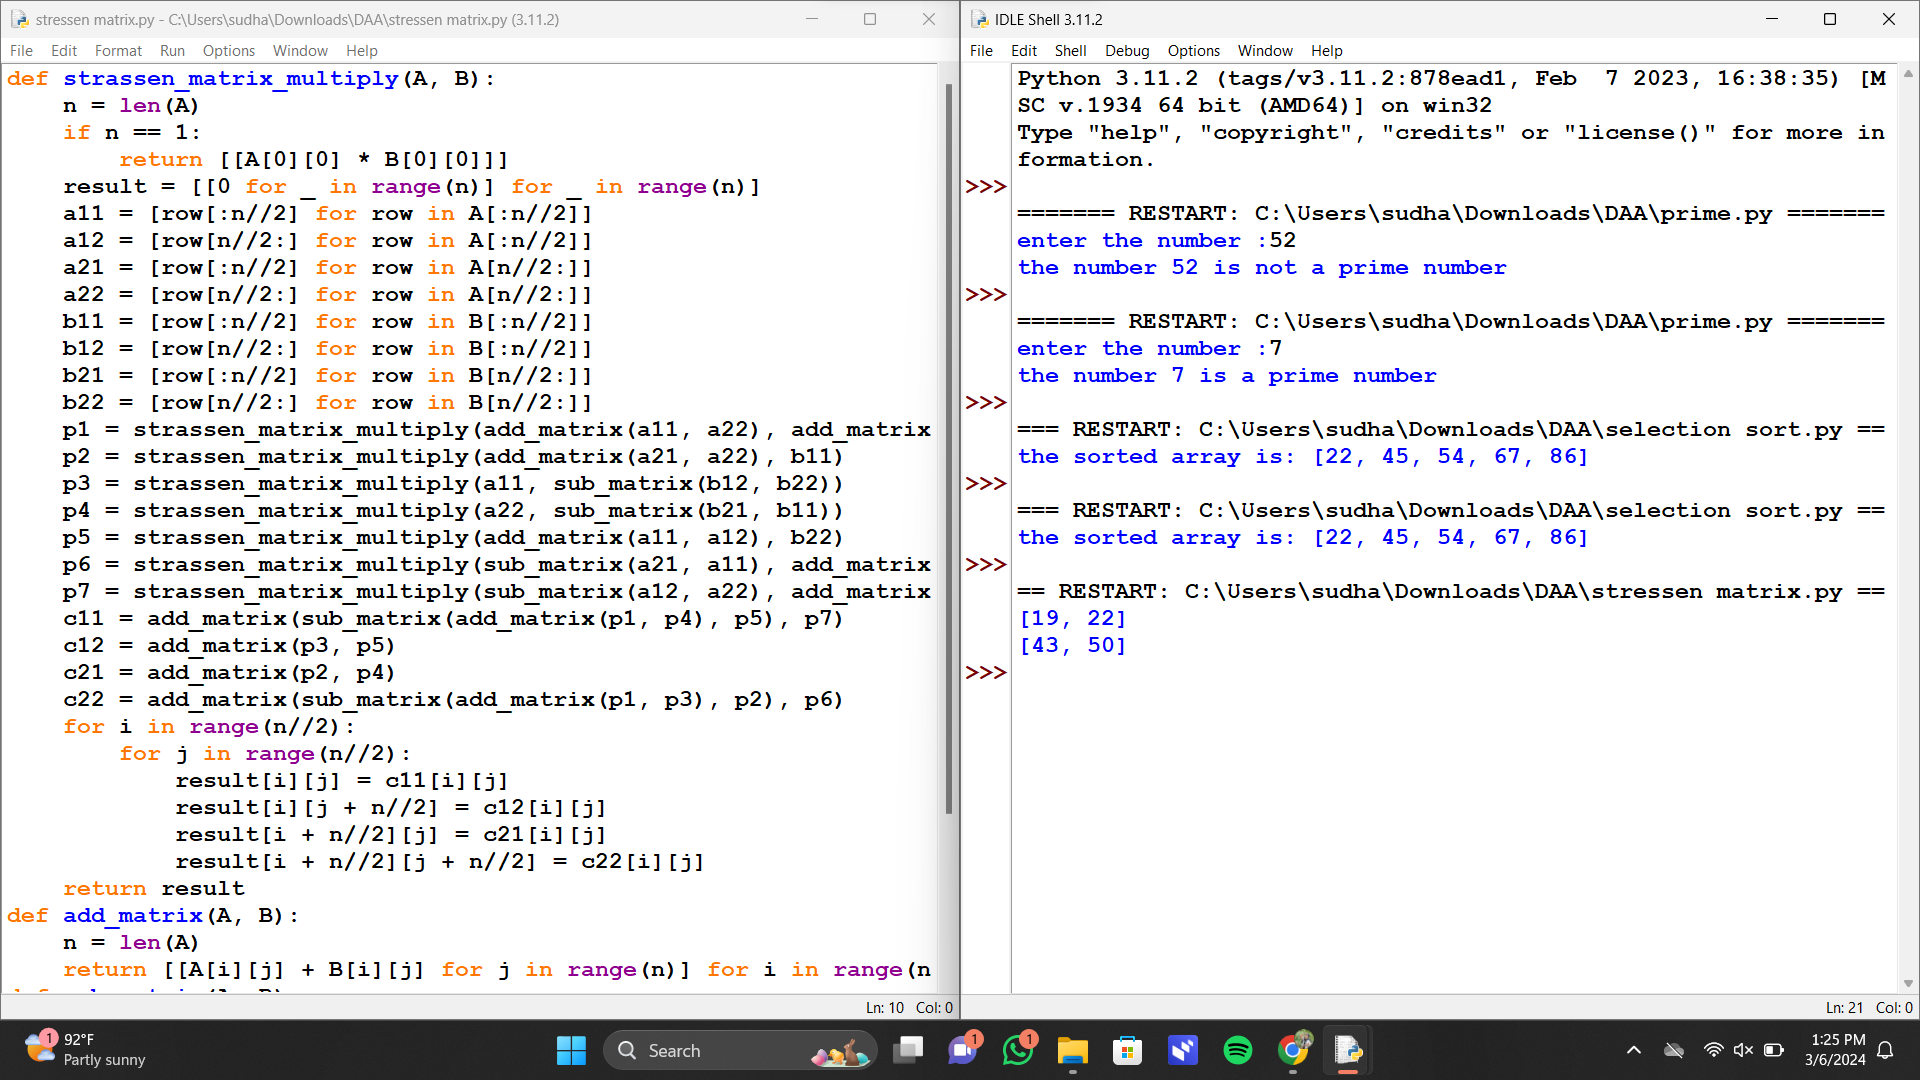 stressen matrix.py - C:\Users\sudha\Downloads\DAA\stressen matrix.py (3.11.2)
File Edit Format Run Options Window Help
def strassen_matrix_multiply(A, B):
    n = len(A)
    if n == 1:
        return [[A[0][0] * B[0][0]]]
    result = [[0 for _ in range(n)] for _ in range(n)]
    a11 = [row[:n//2] for row in A[:n//2]]
    a12 = [row[n//2:] for row in A[:n//2]]
    a21 = [row[:n//2] for row in A[n//2:]]
    a22 = [row[n//2:] for row in A[n//2:]]
    b11 = [row[:n//2] for row in B[:n//2]]
    b12 = [row[n//2:] for row in B[:n//2]]
    b21 = [row[:n//2] for row in B[n//2:]]
    b22 = [row[n//2:] for row in B[n//2:]]
    p1 = strassen_matrix_multiply(add_matrix(a11, a22), add_matrix
    p2 = strassen_matrix_multiply(add_matrix(a21, a22), b11)
    p3 = strassen_matrix_multiply(a11, sub_matrix(b12, b22))
    p4 = strassen_matrix_multiply(a22, sub_matrix(b21, b11))
    p5 = strassen_matrix_multiply(add_matrix(a11, a12), b22)
    p6 = strassen_matrix_multiply(sub_matrix(a21, a11), add_matrix
    p7 = strassen_matrix_multiply(sub_matrix(a12, a22), add_matrix
    c11 = add_matrix(sub_matrix(add_matrix(p1, p4), p5), p7)
    c12 = add_matrix(p3, p5)
    c21 = add_matrix(p2, p4)
    c22 = add_matrix(sub_matrix(add_matrix(p1, p3), p2), p6)
    for i in range(n//2):
        for j in range(n//2):
            result[i][j] = c11[i][j]
            result[i][j + n//2] = c12[i][j]
            result[i + n//2][j] = c21[i][j]
            result[i + n//2][j + n//2] = c22[i][j]
    return result
def add_matrix(A, B):
    n = len(A)
    return [[A[i][j] + B[i][j] for j in range(n)] for i in range(n
Ln: 10 Col: 0
IDLE Shell 3.11.2
File Edit Shell Debug Options Window Help
Python 3.11.2 (tags/v3.11.2:878ead1, Feb  7 2023, 16:38:35) [M
SC v.1934 64 bit (AMD64)] on win32
Type "help", "copyright", "credits" or "license()" for more in
formation.
>>>
======= RESTART: C:\Users\sudha\Downloads\DAA\prime.py =======
enter the number :52
the number 52 is not a prime number
>>>
======= RESTART: C:\Users\sudha\Downloads\DAA\prime.py =======
enter the number :7
the number 7 is a prime number
>>>
=== RESTART: C:\Users\sudha\Downloads\DAA\selection sort.py ==
the sorted array is: [22, 45, 54, 67, 86]
>>>
=== RESTART: C:\Users\sudha\Downloads\DAA\selection sort.py ==
the sorted array is: [22, 45, 54, 67, 86]
>>>
== RESTART: C:\Users\sudha\Downloads\DAA\stressen matrix.py ==
[19, 22]
[43, 50]
>>>
Ln: 21 Col: 0
1
92°F
Partly sunny
Search
1
1
1:25 PM
3/6/2024